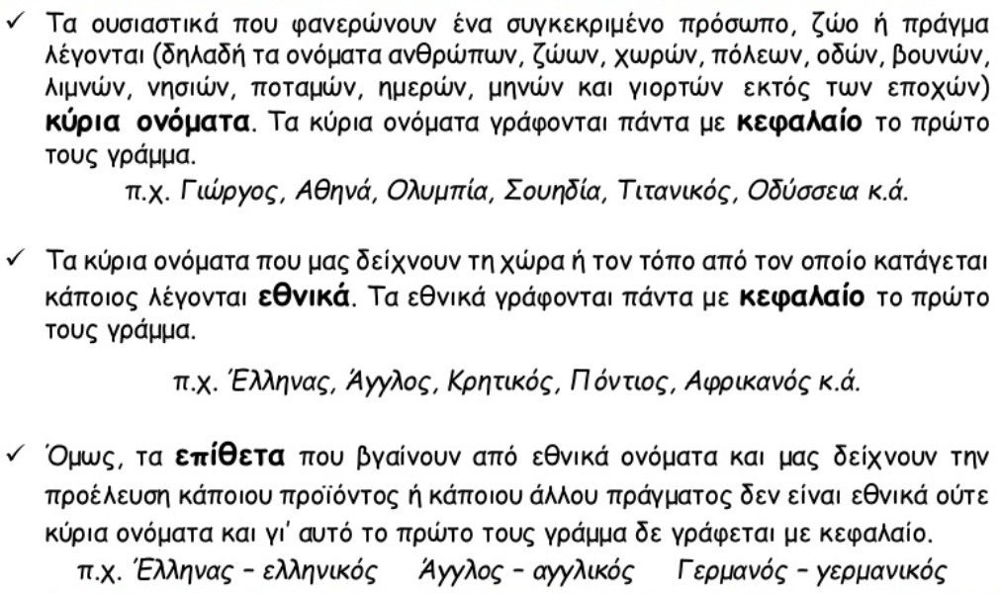 ✓ Τα ουσιαστικά που φανερώνουν ένα συγκεκριμένο πρόσωπο, ζώο ή πράγμα
λέγονται (δηλαδή τα ονόματα ανθρώπων, ζώων, χωρών, πόλεων, οδών, βουνών,
λιμνών, νησιών, ποταμών, ημερών, μηνών και γιορτών εκτός των εποχών)
κύρια ονόματα. Τα κύρια ονόματα γράφονται πάντα με κεφαλαίο το πρώτο
τους γράμμα.
π.χ. Γιώργος, Αθηνά, Ολυμπία, Σουηδία, Τιτανικός, Οδύσσεια κ.ά.
✓ Τα κύρια ονόματα που μας δείχνουν τη χώρα ή τον τόπο από τον οποίο κατάγεται
κάποιος λέγονται εθνικά. Τα εθνικά γράφονται πάντα με κεφαλαίο το πρώτο
τους γράμμα.
π.χ. Έλληνας, Άγγλος, Κρητικός, Πόντιος, Αφρικανός κ.ά.
✓ Όμως, τα επίθετα που βγαίνουν από εθνικά ονόματα και μας δείχνουν την
προέλευση κάποιου προϊόντος ή κάποιου άλλου πράγματος δεν είναι εθνικά ούτε
κύρια ονόματα και γι' αυτό το πρώτο τους γράμμα δε γράφεται με κεφαλαίο.
π.χ. Έλληνας – ελληνικός Άγγλος – αγγλικός Γερμανός – γερμανικός